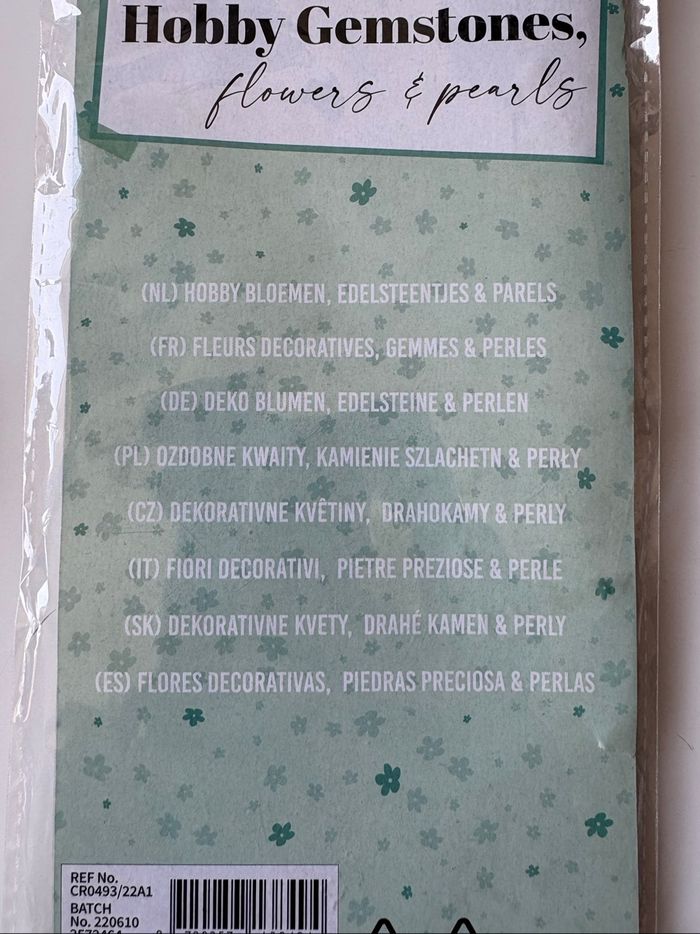 Hobby Gemstones,
flowers & pearls
(NL) HOBBY BLOEMEN, EDELSTEENTJES & PARELS
(FR) FLEURS DECORATIVES, GEMMES & PERLES
(DE) DEKO BLUMEN, EDELSTEINE & PERLEN
(PL) OZDOBNE KWAITY, KAMIENIE SZLACHETN & PERŁY
(CZ) DEKORATIVNE KVĚTINY, DRAHOKAMY & PERLY
(IT) FIORI DECORATIVI, PIETRE PREZIOSE & PERLE
(SK) DEKORATIVNE KVETY, DRAHÉ KAMEN & PERLY
(ES) FLORES DECORATIVAS, PIEDRAS PRECIOSA & PERLAS
REF No.
CR0493/22A1
BATCH
No. 220610